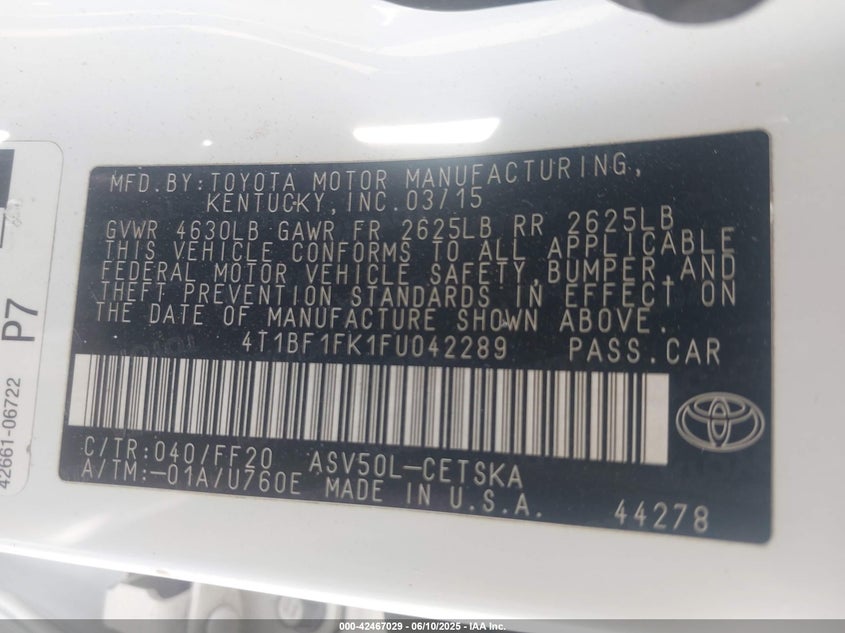 MFD.BY:TOYOTA MOTOR MANUFACTURING,
KENTUCKY,INC.03/15
GVWR 4630LB GAWR FR 2625LB RR 2625LB
THIS VEHICLE CONFORMS TO ALL APPLICABLE
FEDERAL MOTOR VEHICLE SAFETY,BUMPER,AND
THEFT PREVENTION STANDARDS IN EFFECT ON
THE DATE OF MANUFACTURE SHOWN ABOVE.
4T1BF1FK1FU042289 PASS.CAR
C/TR:040/FF20 ASV50L-CETSKA
A/TM:-01A/U760E MADE IN U.S.A.
44278
42661-06722
P7
000-42467029 - 06/10/2025 - IAA Inc.